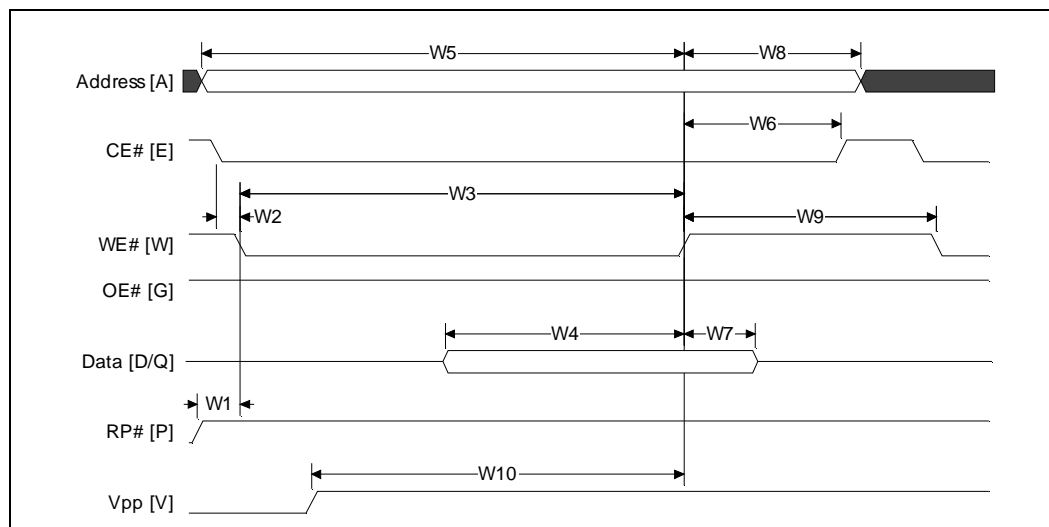 W5
W8
Address [A]
W6
CE# [E]
W3
W2
W9
WE# [W]
OE# [G]
W4
W7
Data [D/Q]
W1
RP# [P]
W10
Vpp [V]